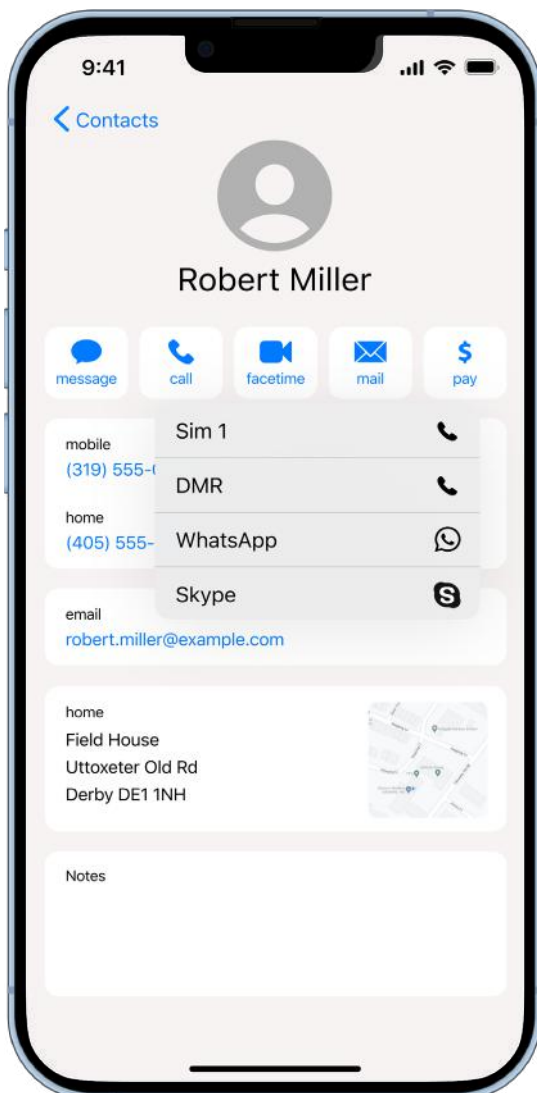 9:41
Contacts
Robert Miller
message call facetime mail pay
Sim 1
DMR
WhatsApp
Skype
mobile
(319) 555-
home
(405) 555-
email
robert.miller@example.com
home
Field House
Uttoxeter Old Rd
Derby DE1 1NH
Notes